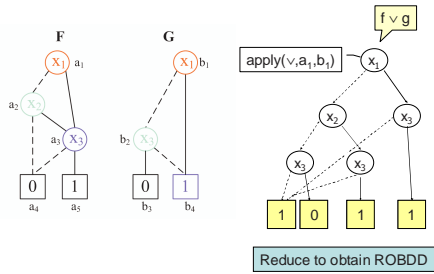 f ∨ g
F
G
x₁ a₁
x₁ b₁
apply(∨,a₁,b₁)
x₁
a₂ x₂
x₂
x₃
a₃ x₃
b₂ x₃
x₃
x₃
0
1
0
1
1
0
1
1
a₄
a₅
b₃
b₄
Reduce to obtain ROBDD